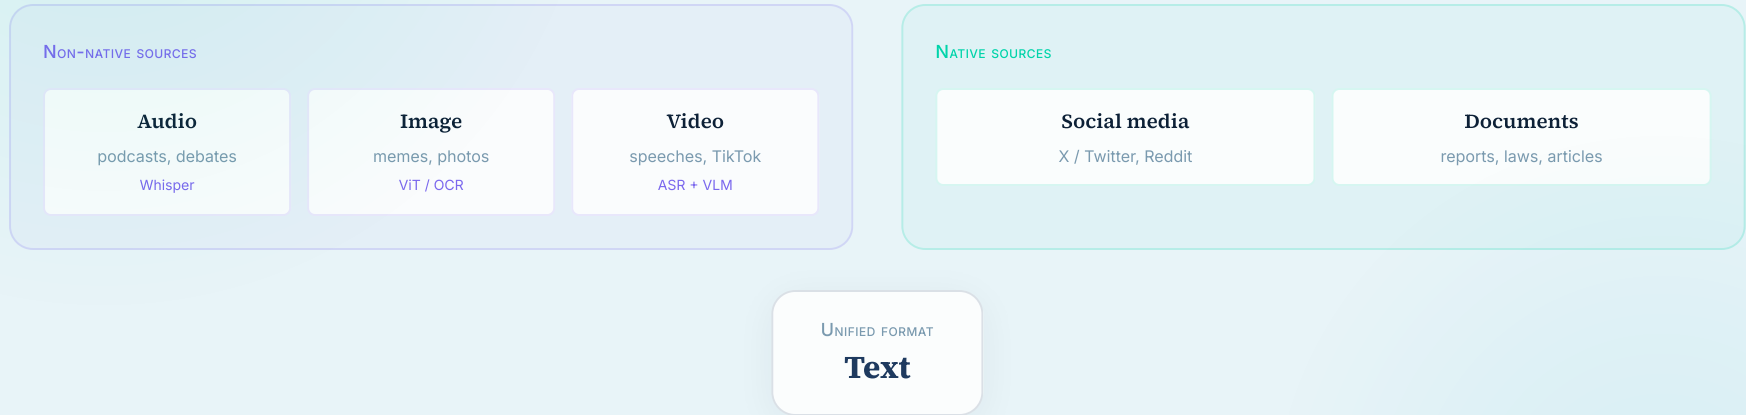 Non-native sources
Audio
podcasts, debates
Whisper
Image
memes, photos
ViT / OCR
Video
speeches, TikTok
ASR + VLM
Native sources
Social media
X / Twitter, Reddit
Documents
reports, laws, articles
Unified format
Text